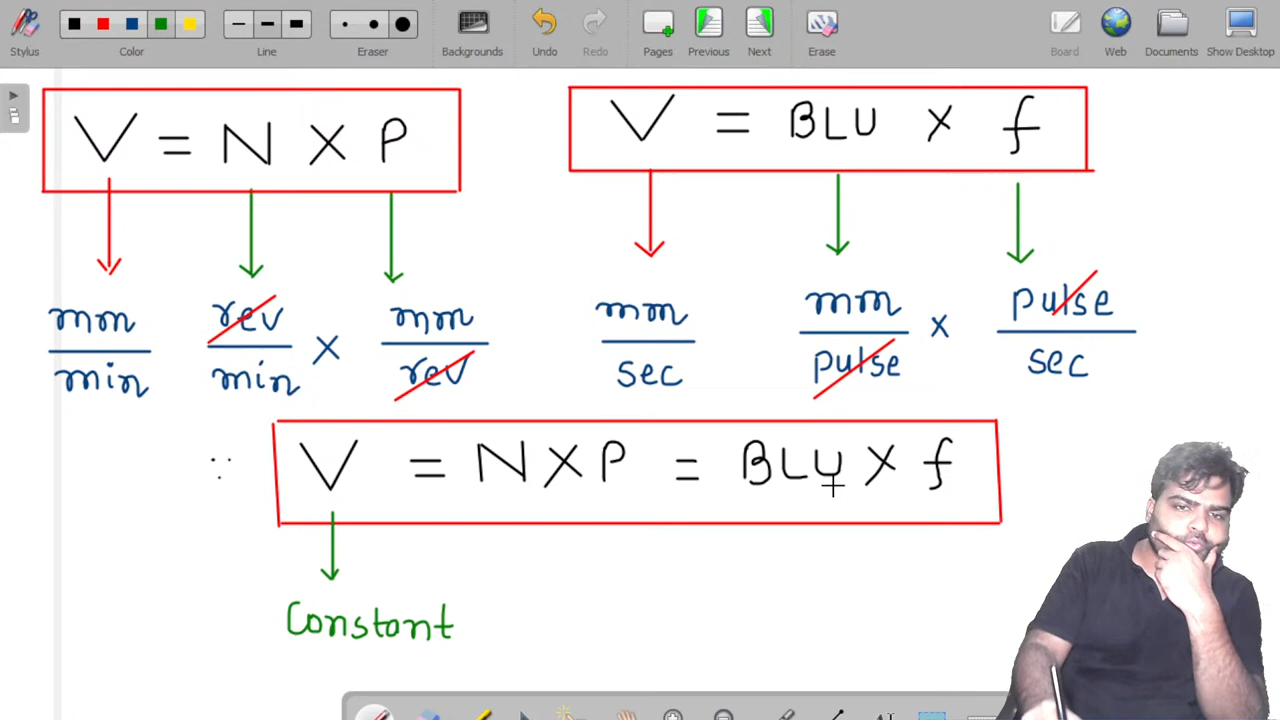 Stylus Color Line Eraser Backgrounds Undo Redo Pages Previous Next Erase Board Web Documents Show Desktop
V = N X P
V = BLU X f
mm/min rev/min X mm/rev
mm/sec mm/pulse X pulse/sec
∵ V = N X P = BLU X f
Constant